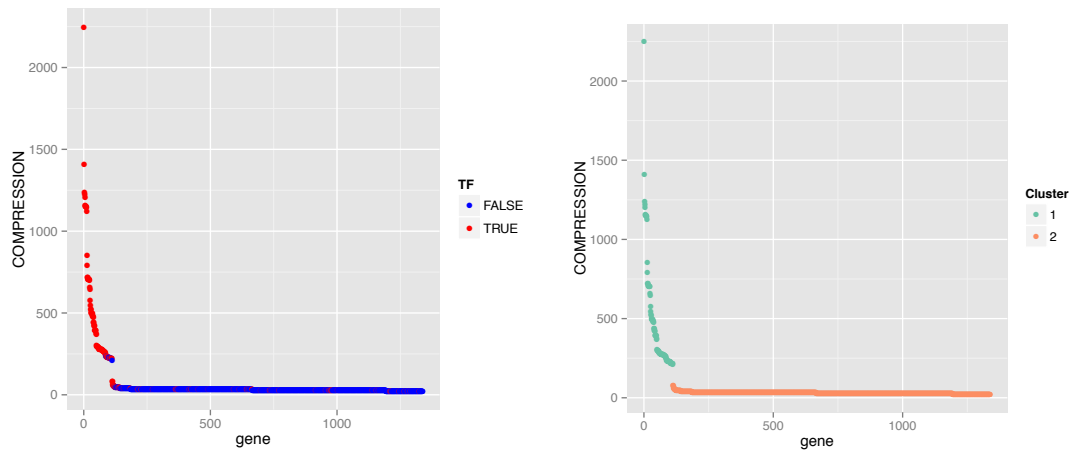 2000
1500
1000
500
0
COMPRESSION
0
500
1000
gene
TF
FALSE
TRUE
2000
1500
1000
500
0
COMPRESSION
0
500
1000
gene
Cluster
1
2